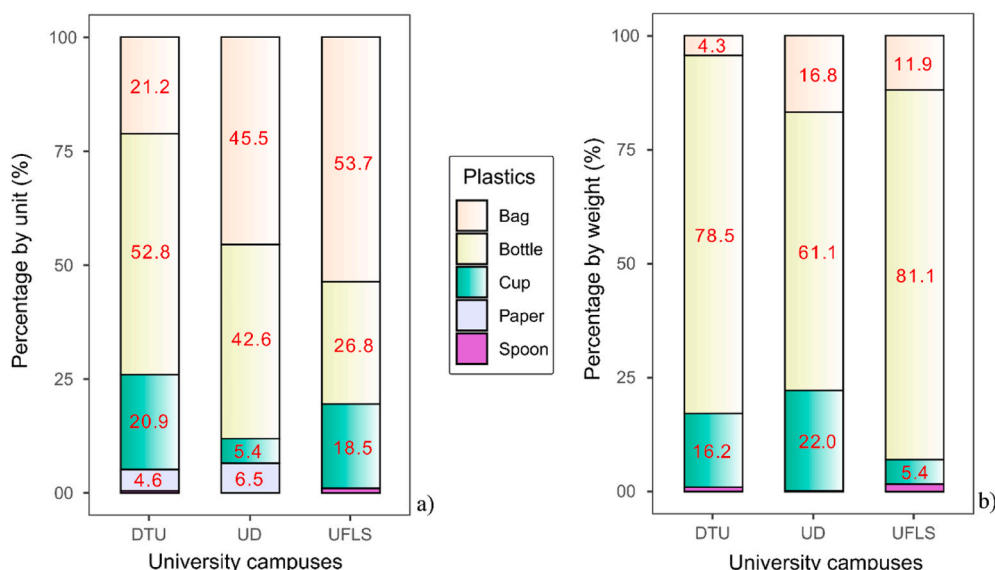 Percentage by unit (%)
100
75
50
25
00
21.2
52.8
20.9
4.6
45.5
42.6
5.4
6.5
53.7
26.8
18.5
DTU
UD
UFLS
University campuses
a)
Plastics
Bag
Bottle
Cup
Paper
Spoon
Percentage by weight (%)
100
75
50
25
00
4.3
78.5
16.2
16.8
61.1
22.0
11.9
81.1
5.4
DTU
UD
UFLS
University campuses
b)